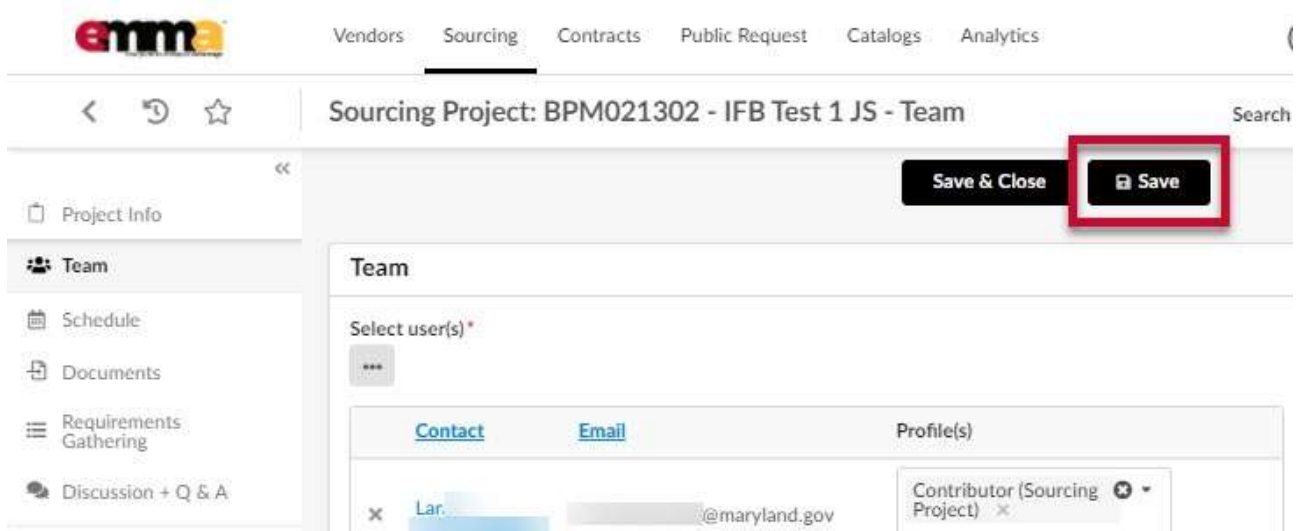 emma
Vendors Sourcing Contracts Public Request Catalogs Analytics
Sourcing Project: BPM021302 - IFB Test 1 JS - Team
Search
Save & Close
Save
Project Info
Team
Schedule
Documents
Requirements
Gathering
Discussion + Q & A
Team
Select user(s)*
Contact Email Profile(s)
Lar.
@maryland.gov
Contributor (Sourcing
Project)